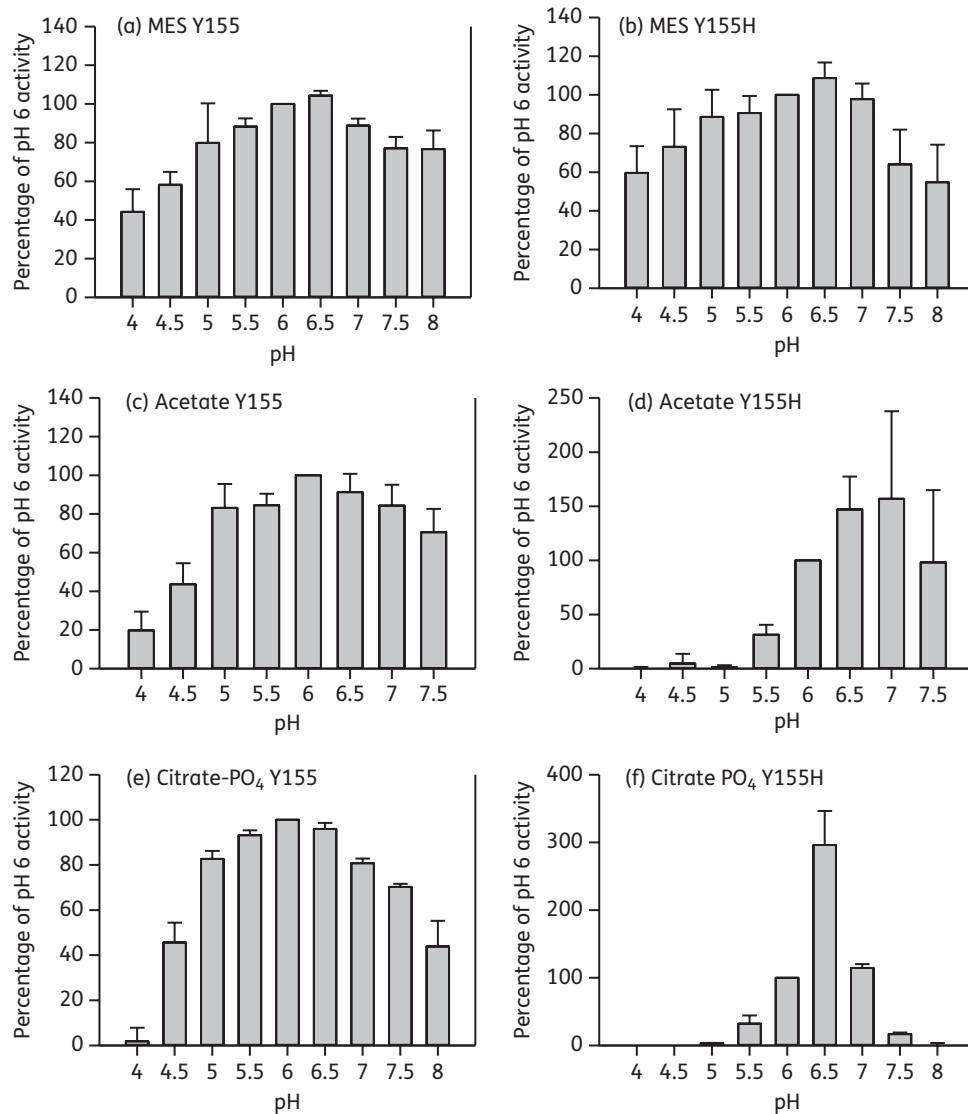 (a) MES Y155
Percentage of pH 6 activity
140
120
100
80
60
40
20
0
4 4.5 5 5.5 6 6.5 7 7.5 8
pH
(b) MES Y155H
Percentage of pH 6 activity
140
120
100
80
60
40
20
0
4 4.5 5 5.5 6 6.5 7 7.5 8
pH
(c) Acetate Y155
Percentage of pH 6 activity
140
120
100
80
60
40
20
0
4 4.5 5 5.5 6 6.5 7 7.5
pH
(d) Acetate Y155H
Percentage of pH 6 activity
250
200
150
100
50
0
4 4.5 5 5.5 6 6.5 7 7.5
pH
(e) Citrate-PO₄ Y155
Percentage of pH 6 activity
120
100
80
60
40
20
0
4 4.5 5 5.5 6 6.5 7 7.5 8
pH
(f) Citrate PO₄ Y155H
Percentage of pH 6 activity
400
300
200
100
0
4 4.5 5 5.5 6 6.5 7 7.5 8
pH